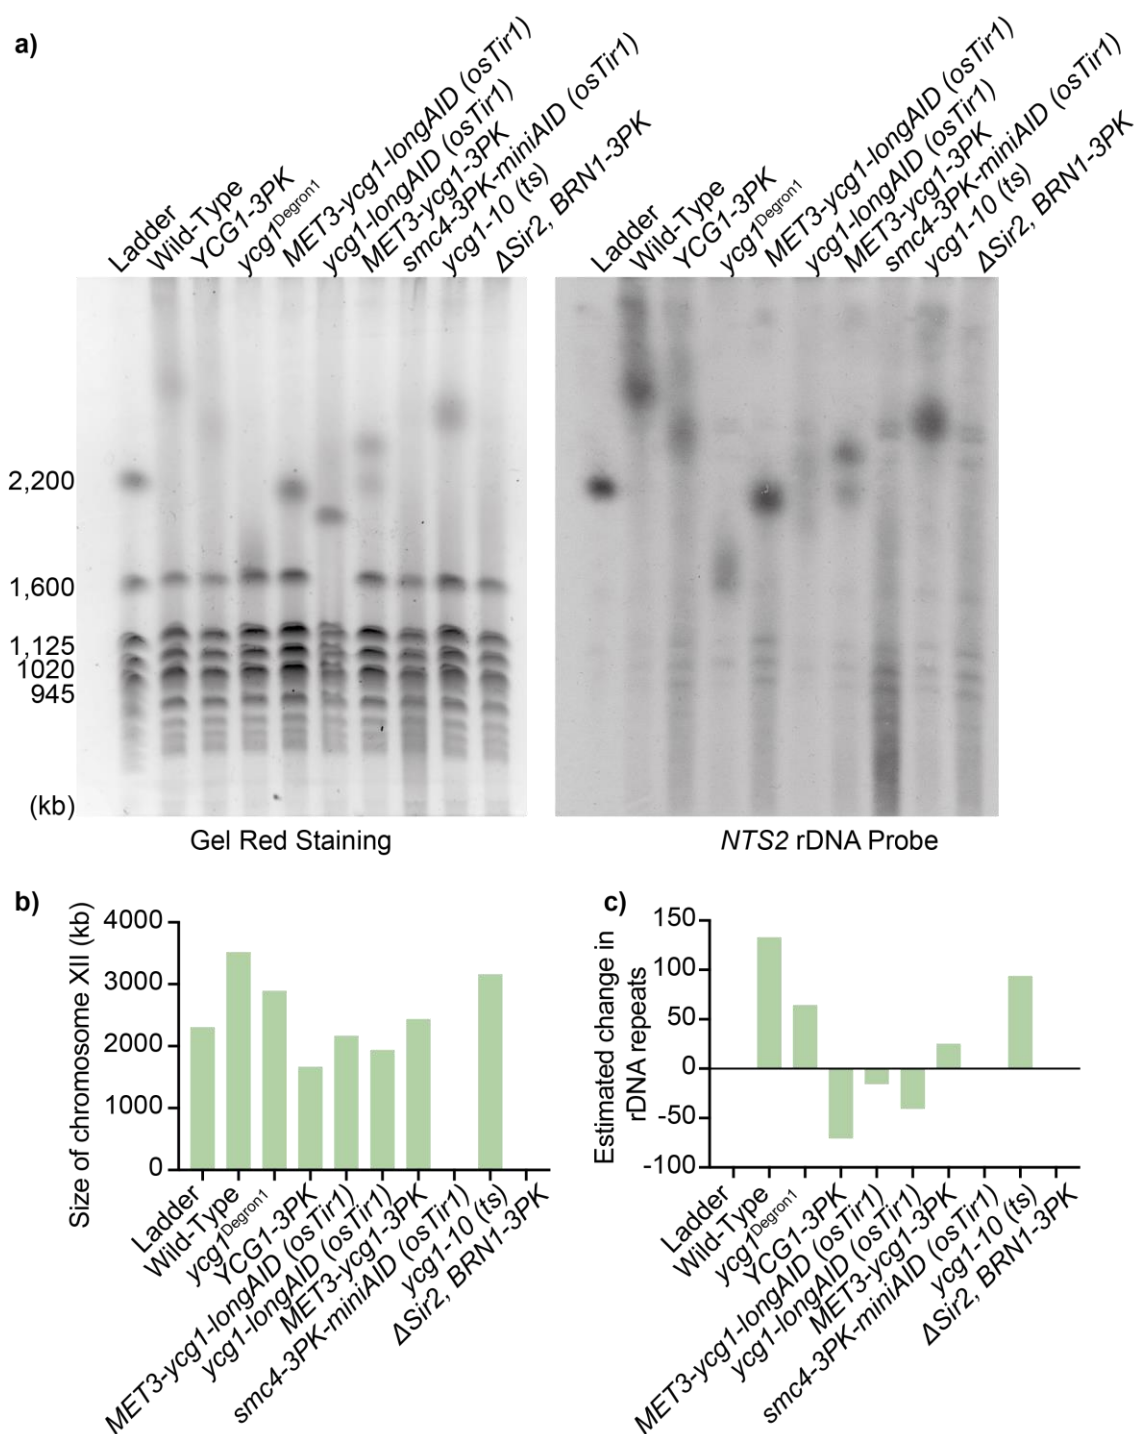 a)
Ladder
Wild-Type
YCG1-3PK
ycg1Degron1
MET3-ycg1-longAID (osTir1)
ycg1-longAID (osTir1)
MET3-ycg1-3PK
smc4-3PK-miniAID (osTir1)
ycg1-10 (ts)
ΔSir2, BRN1-3PK
Ladder
Wild-Type
YCG1-3PK
ycg1Degron1
MET3-ycg1-longAID (osTir1)
ycg1-longAID (osTir1)
MET3-ycg1-3PK
smc4-3PK-miniAID (osTir1)
ycg1-10 (ts)
ΔSir2, BRN1-3PK
2,200
1,600
1,125
1020
945
(kb)
Gel Red Staining
NTS2 rDNA Probe
b)
Size of chromosome XII (kb)
4000
3000
2000
1000
0
Ladder
Wild-Type
ycg1Degron1
YCG1-3PK
MET3-ycg1-longAID (osTir1)
ycg1-longAID (osTir1)
MET3-ycg1-3PK
smc4-3PK-miniAID (osTir1)
ycg1-10 (ts)
ΔSir2, BRN1-3PK
c)
Estimated change in
rDNA repeats
150
100
50
0
-50
-100
Ladder
Wild-Type
ycg1Degron1
YCG1-3PK
MET3-ycg1-longAID (osTir1)
ycg1-longAID (osTir1)
MET3-ycg1-3PK
smc4-3PK-miniAID (osTir1)
ycg1-10 (ts)
ΔSir2, BRN1-3PK